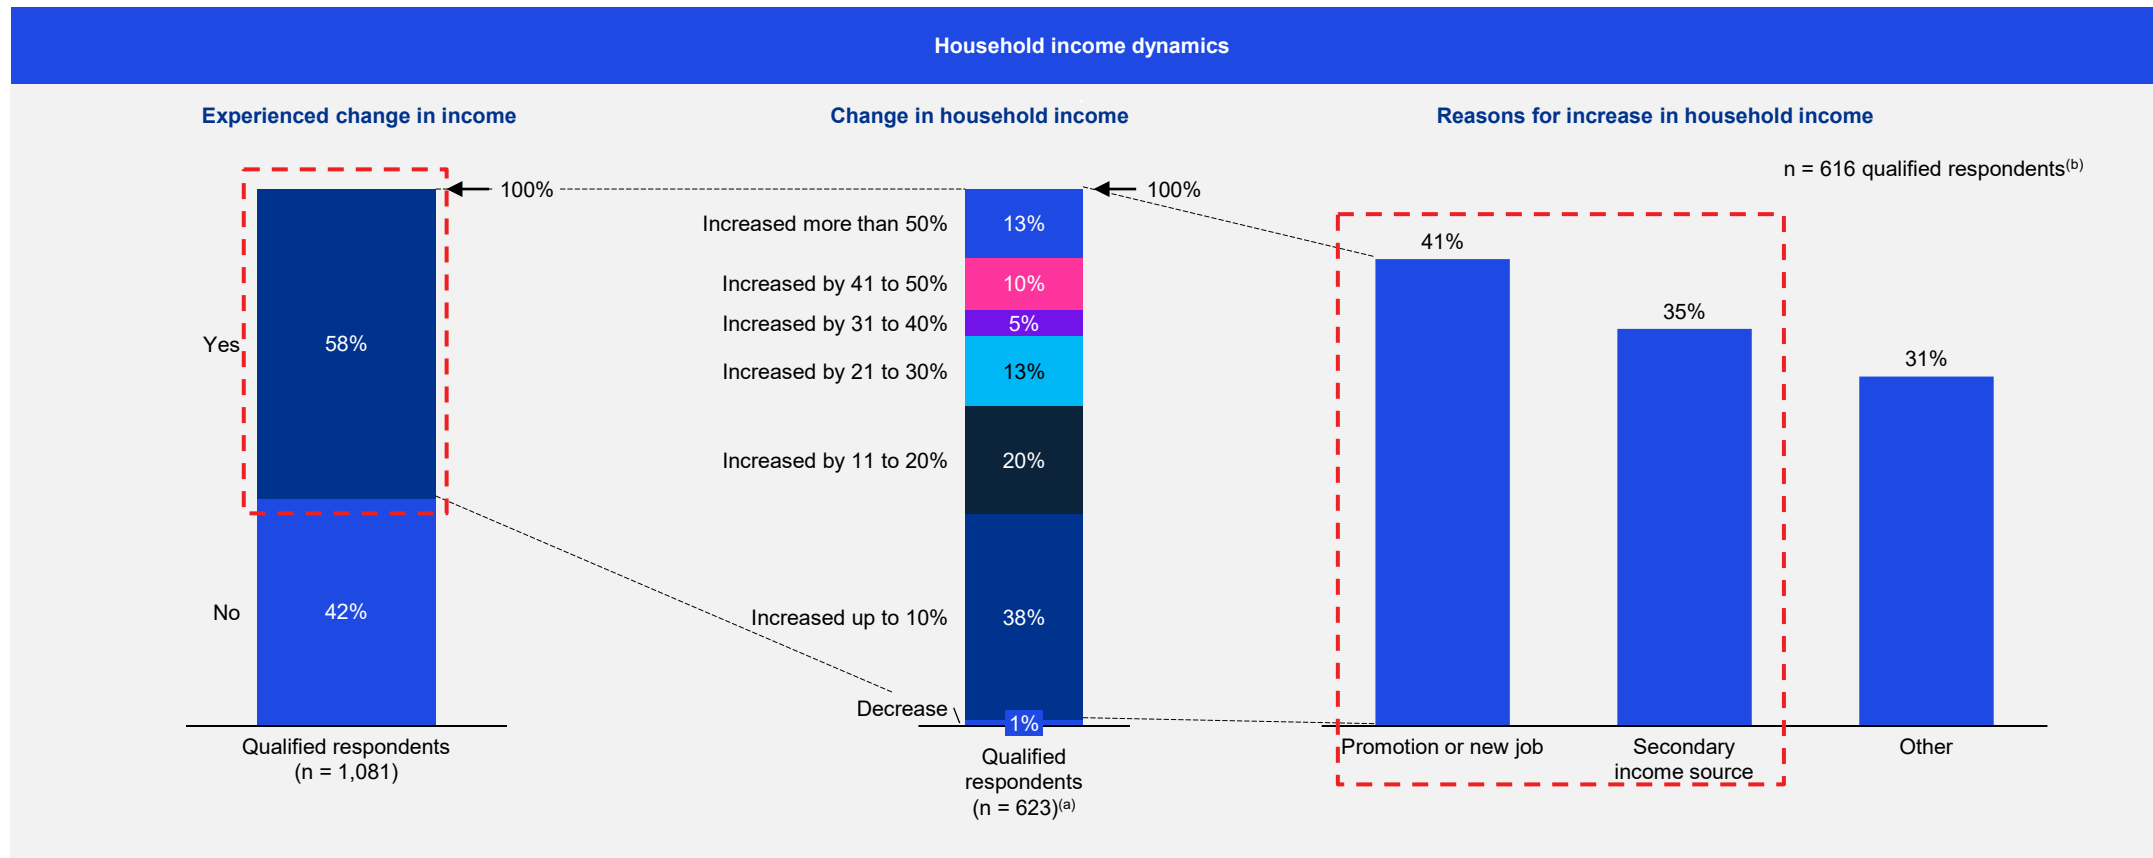 Household income dynamics
Experienced change in income
100%
Yes
58%
No
42%
Qualified respondents
(n = 1,081)
Change in household income
100%
Increased more than 50%
13%
Increased by 41 to 50%
10%
Increased by 31 to 40%
5%
Increased by 21 to 30%
13%
Increased by 11 to 20%
20%
Increased up to 10%
38%
Decrease
1%
Qualified
respondents
(n = 623)(a)
Reasons for increase in household income
n = 616 qualified respondents(b)
41%
35%
31%
Promotion or new job
Secondary
income source
Other